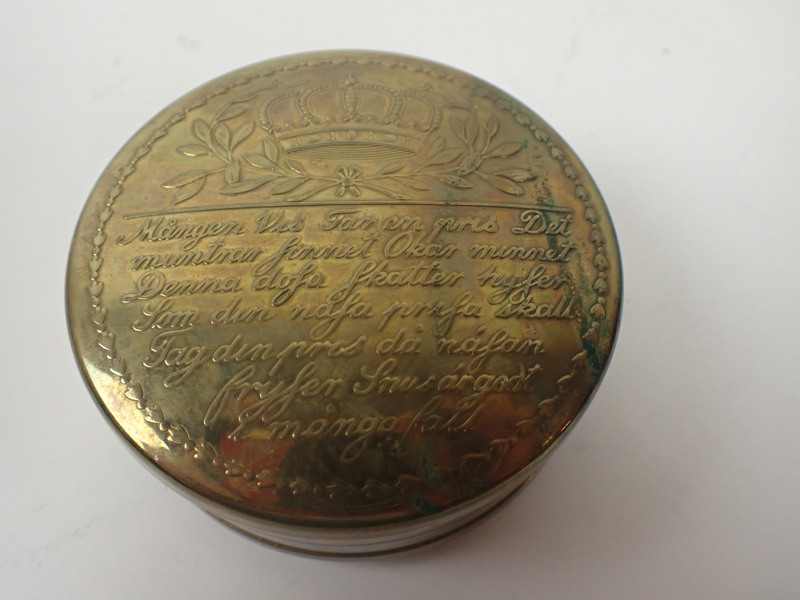 Mången Vis Tar en pris Det
muntrar sinnet Ökar minnet
Denna dosa skatter hyser
Som din näsa prisa skall
Tag din pris då näsan
fryser Snus är gott
I många fall